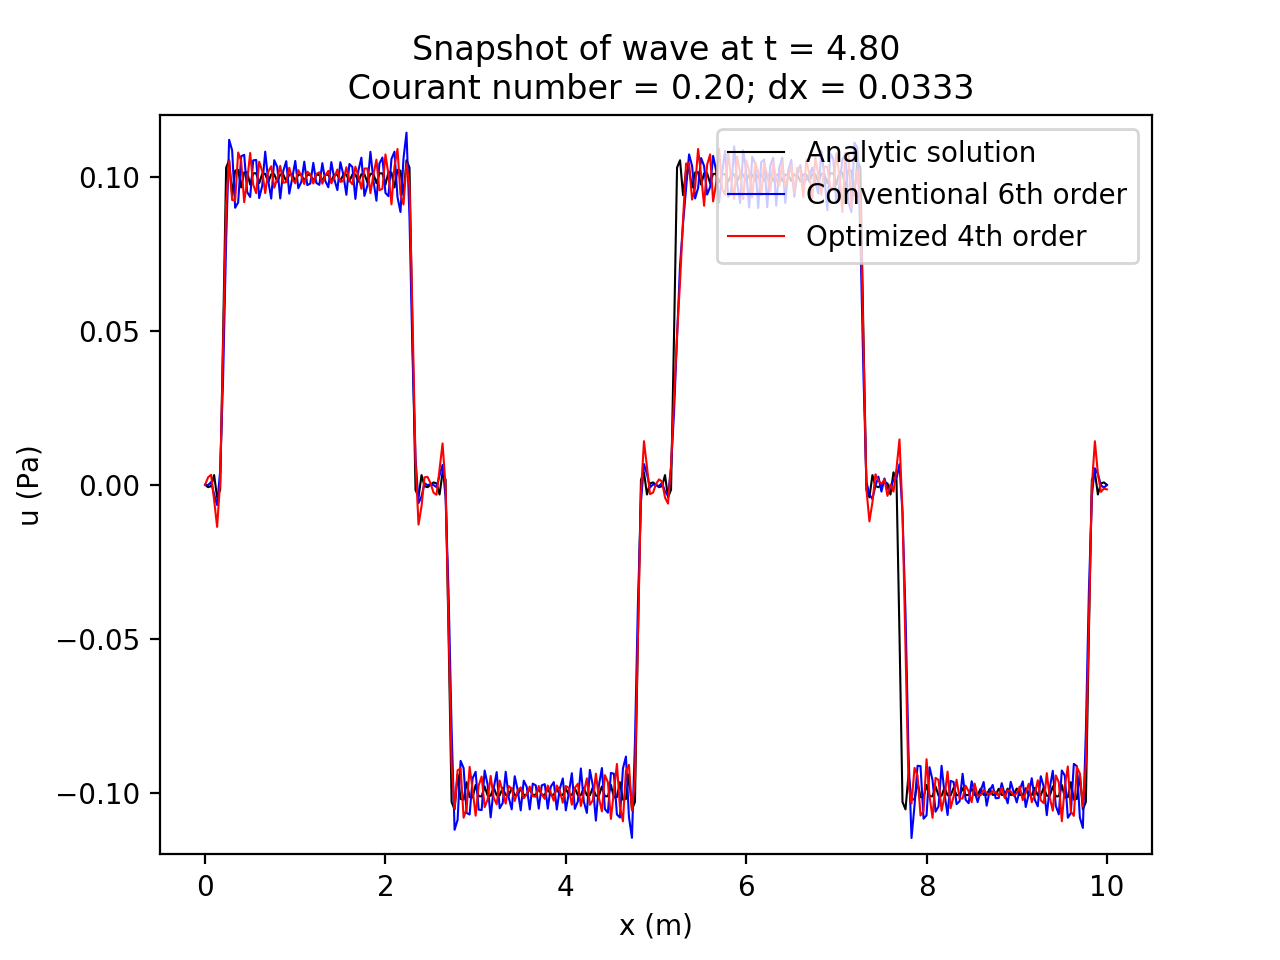 Snapshot of wave at t = 4.80
Courant number = 0.20; dx = 0.0333
Analytic solution
Conventional 6th order
Optimized 4th order
0.10
0.05
0.00
−0.05
−0.10
u (Pa)
0 2 4 6 8 10
x (m)